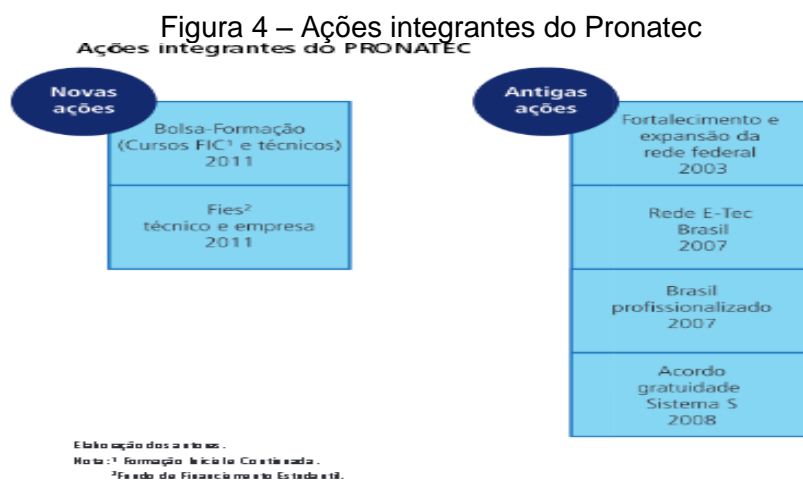 Figura 4 – Ações integrantes do Pronatec
Ações integrantes do PRONATEC
Novas
ações
Bolsa-Formação
(Cursos FIC¹ e técnicos)
2011
Fies²
técnico e empresa
2011
Antigas
ações
Fortalecimento e
expansão da
rede federal
2003
Rede E-Tec
Brasil
2007
Brasil
profissionalizado
2007
Acordo
gratuidade
Sistema S
2008
Elaboração dos autores.
Nota: ¹ Formação Inicial e Continuada.
²Fundo de Financiamento Estudantil.